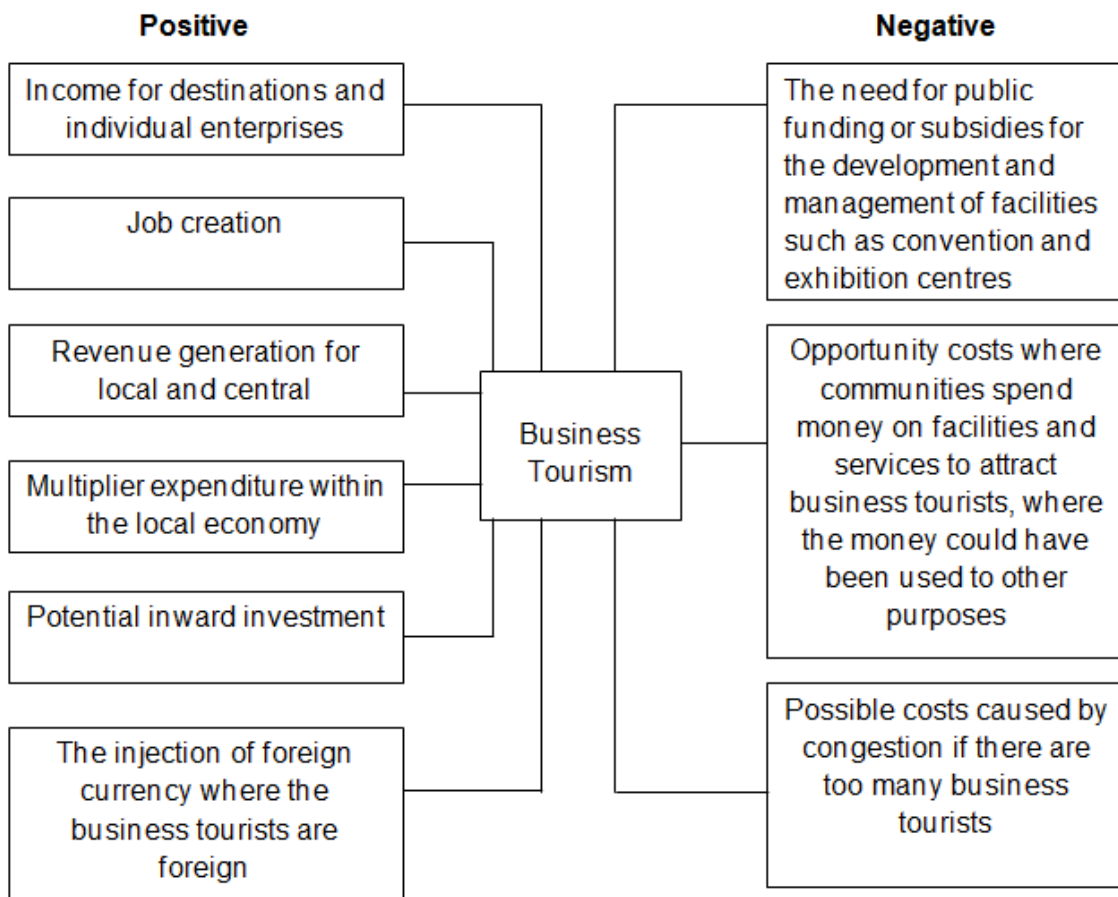 Positive
Income for destinations and
individual enterprises
Job creation
Revenue generation for
local and central
Multiplier expenditure within
the local economy
Potential inward investment
The injection of foreign
currency where the
business tourists are
foreign
Business
Tourism
Negative
The need for public
funding or subsidies for
the development and
management of facilities
such as convention and
exhibition centres
Opportunity costs where
communities spend
money on facilities and
services to attract
business tourists, where
the money could have
been used to other
purposes
Possible costs caused by
congestion if there are
too many business
tourists